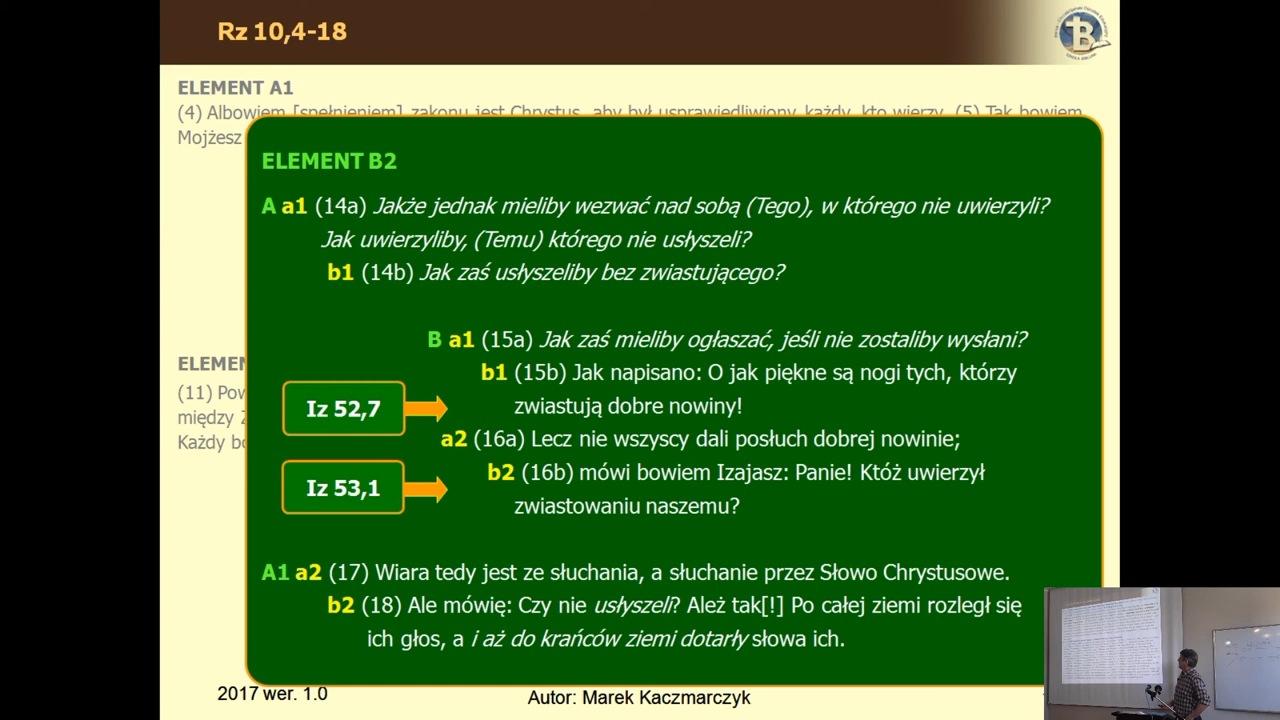 Rz 10,4-18
ELEMENT A1
(4) Albowiem [spełnieniem] zakonu jest Chrystus, aby był usprawiedliwiony każdy, kto wierzy. (5) Tak bowiem
Mojżesz
ELEMENT B2
A a1 (14a) Jakże jednak mieliby wezwać nad sobą (Tego), w którego nie uwierzyli?
Jak uwierzyliby, (Temu) którego nie usłyszeli?
b1 (14b) Jak zaś usłyszeliby bez zwiastującego?
B a1 (15a) Jak zaś mieliby ogłaszać, jeśli nie zostaliby wysłani?
b1 (15b) Jak napisano: O jak piękne są nogi tych, którzy
zwiastują dobre nowiny!
Iz 52,7
a2 (16a) Lecz nie wszyscy dali posłuch dobrej nowinie;
b2 (16b) mówi bowiem Izajasz: Panie! Któż uwierzył
zwiastowaniu naszemu?
Iz 53,1
A1 a2 (17) Wiara tedy jest ze słuchania, a słuchanie przez Słowo Chrystusowe.
b2 (18) Ale mówię: Czy nie usłyszeli? Ależ tak[!] Po całej ziemi rozległ się
ich głos, a i aż do krańców ziemi dotarły słowa ich.
ELEMEN
(11) Pow
między
Każdy bo
2017 wer. 1.0
Autor: Marek Kaczmarczyk